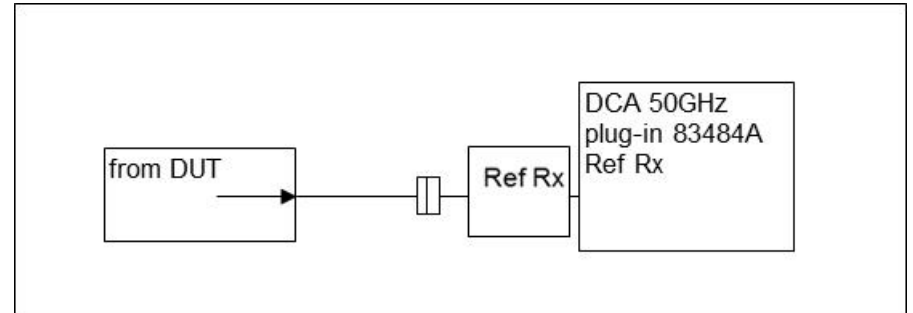 DCA 50GHz
plug-in 83484A
Ref Rx
from DUT
Ref Rx